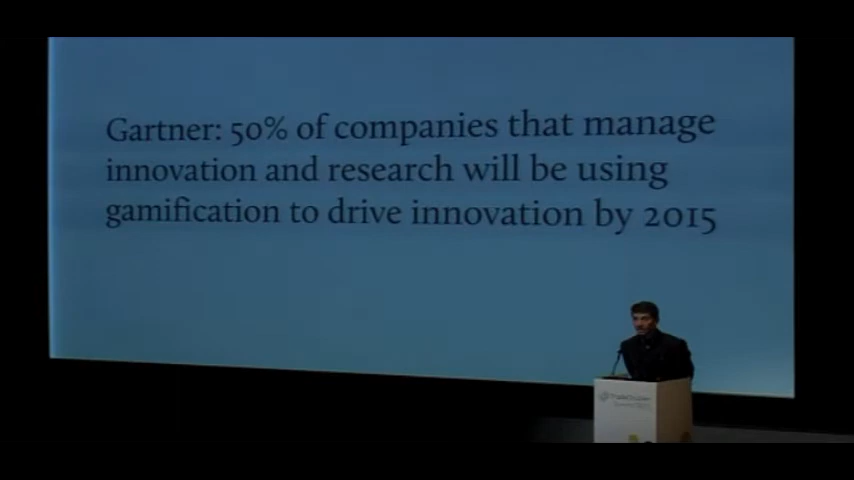 Gartner: 50% of companies that manage
innovation and research will be using
gamification to drive innovation by 2015